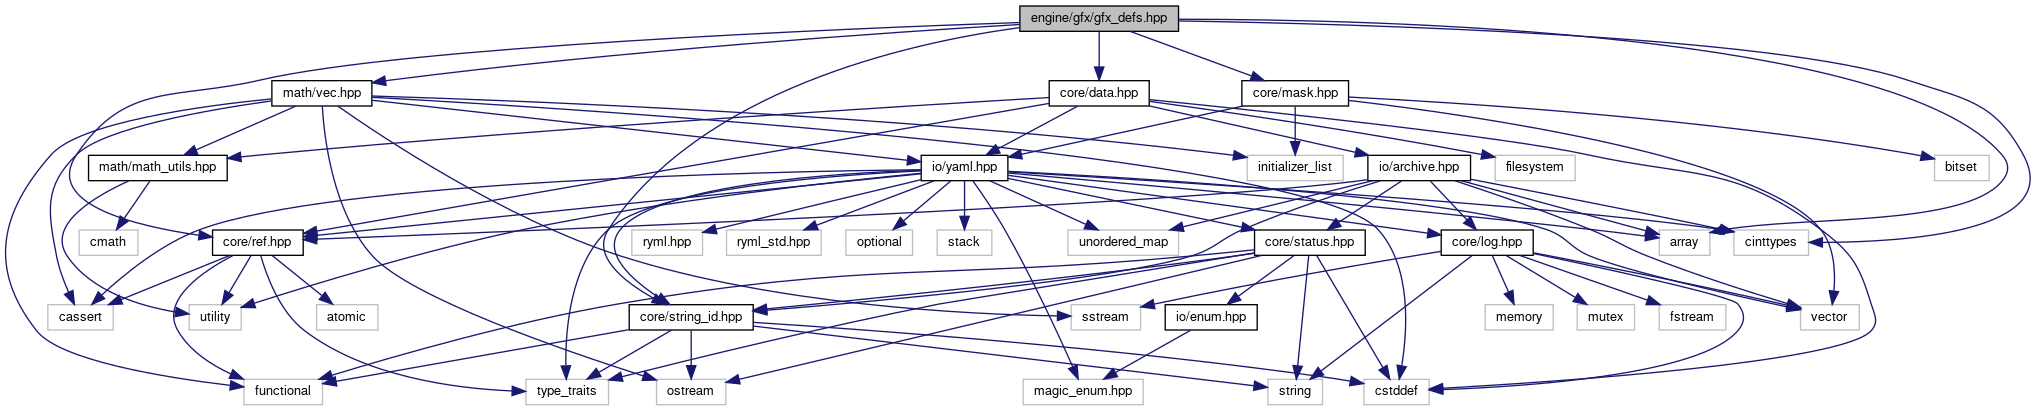 engine/gfx/gfx_defs.hpp
math/vec.hpp
core/data.hpp
core/mask.hpp
math/math_utils.hpp
io/yaml.hpp
initializer_list
io/archive.hpp
filesystem
bitset
cmath
core/ref.hpp
ryml.hpp
ryml_std.hpp
optional
stack
unordered_map
core/status.hpp
core/log.hpp
array
cinttypes
cassert
utility
atomic
core/string_id.hpp
sstream
io/enum.hpp
memory
mutex
fstream
vector
functional
type_traits
ostream
magic_enum.hpp
string
cstddef